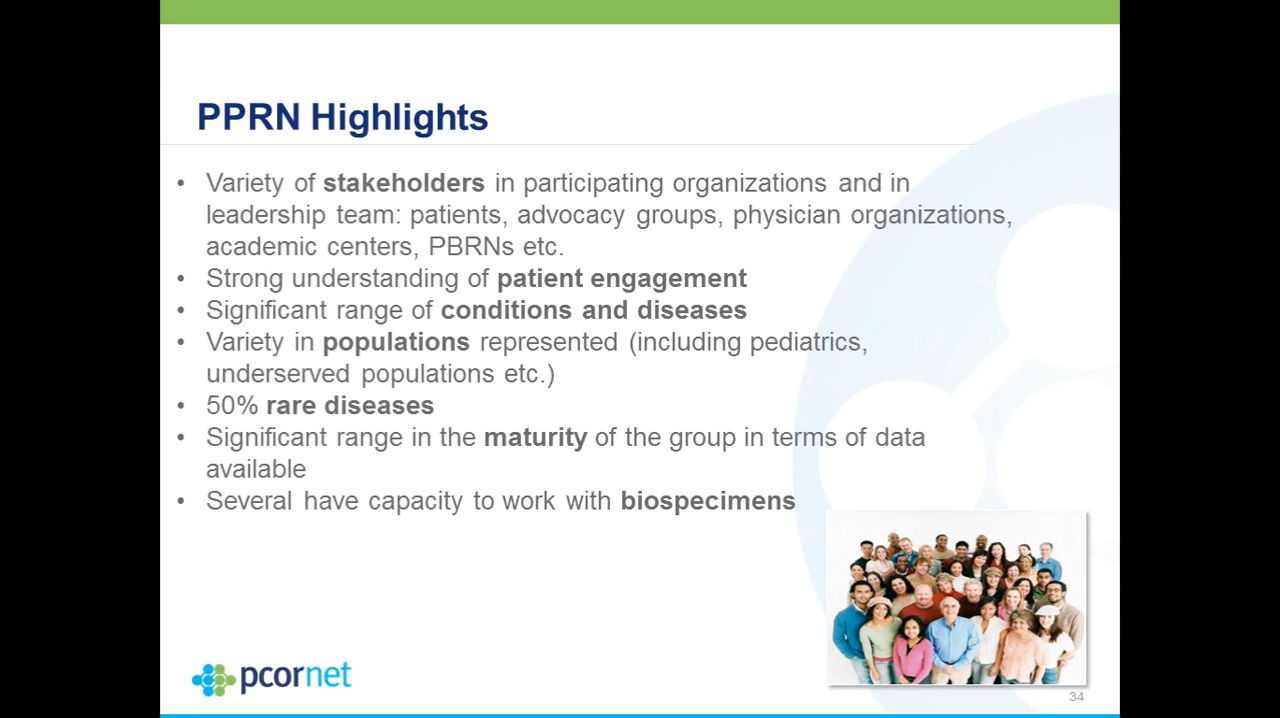 PPRN Highlights
• Variety of stakeholders in participating organizations and in
leadership team: patients, advocacy groups, physician organizations,
academic centers, PBRNs etc.
• Strong understanding of patient engagement
• Significant range of conditions and diseases
• Variety in populations represented (including pediatrics,
underserved populations etc.)
• 50% rare diseases
• Significant range in the maturity of the group in terms of data
available
• Several have capacity to work with biospecimens
pcornet
34